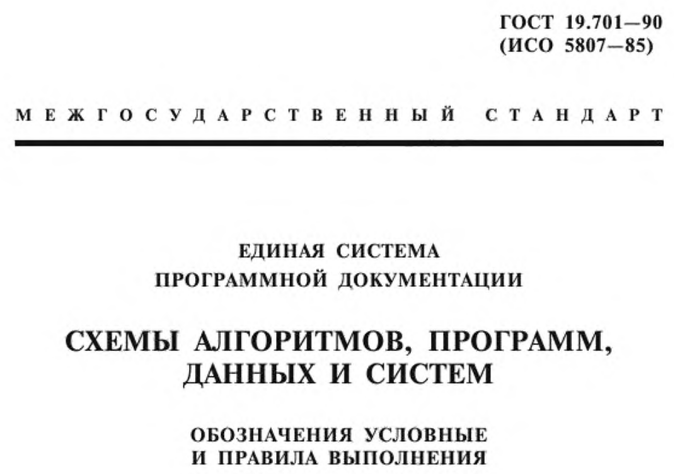 ГОСТ 19.701—90
(ИСО 5807—85)
МЕЖГОСУДАРСТВЕННЫЙ СТАНДАРТ
ЕДИНАЯ СИСТЕМА
ПРОГРАММНОЙ ДОКУМЕНТАЦИИ
СХЕМЫ АЛГОРИТМОВ, ПРОГРАММ,
ДАННЫХ И СИСТЕМ
ОБОЗНАЧЕНИЯ УСЛОВНЫЕ
И ПРАВИЛА ВЫПОЛНЕНИЯ